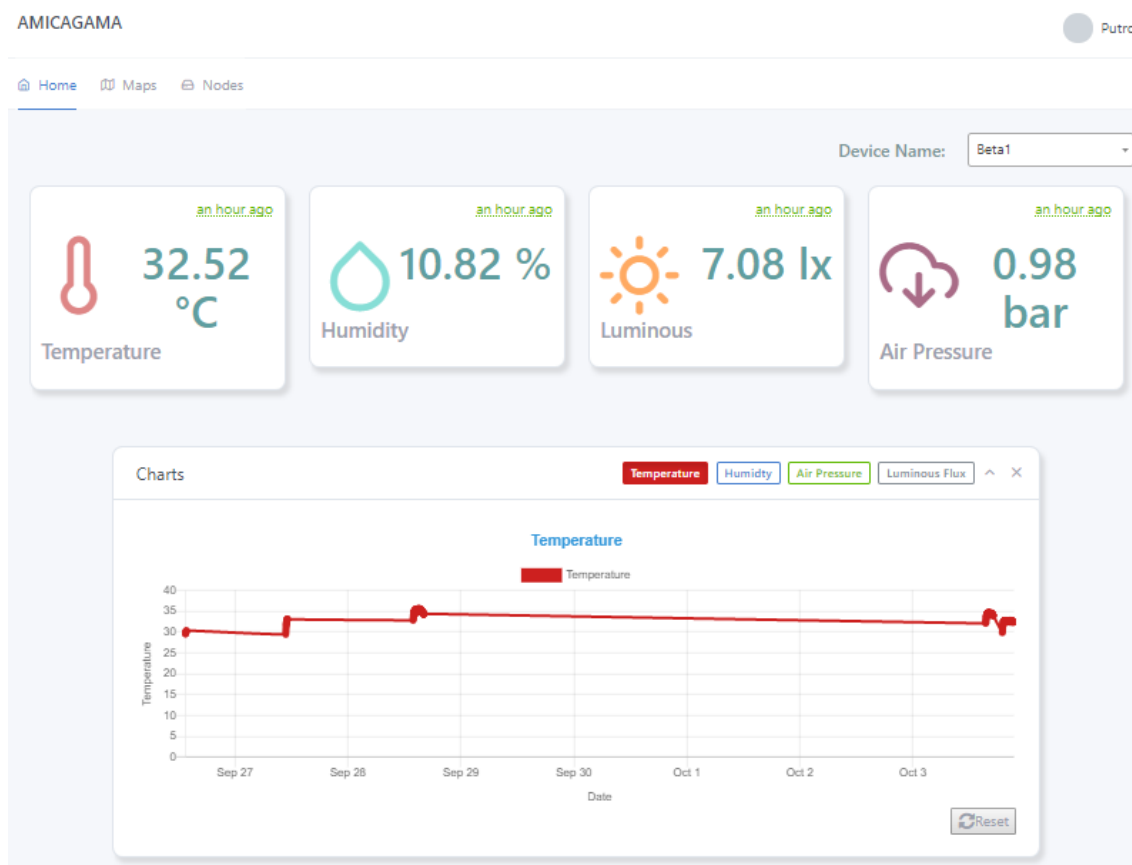 AMICAGAMA
Home Maps Nodes
Device Name: Beta1
an hour ago
32.52
°C
Temperature
an hour ago
10.82 %
Humidity
an hour ago
7.08 lx
Luminous
an hour ago
0.98
bar
Air Pressure
Charts Temperature Humidty Air Pressure Luminous Flux
Temperature
Temperature
40
35
30
25
20
15
10
5
0
Temperature
Sep 27 Sep 28 Sep 29 Sep 30 Oct 1 Oct 2 Oct 3
Date
Reset